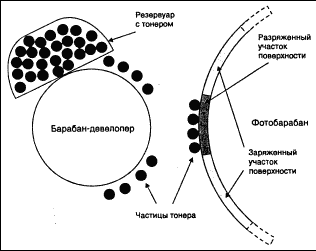 Резервуар
с тонером
Разряженный
участок
поверхности
Барабан-девелопер
Фотобарабан
Заряженный
участок
поверхности
Частицы тонера